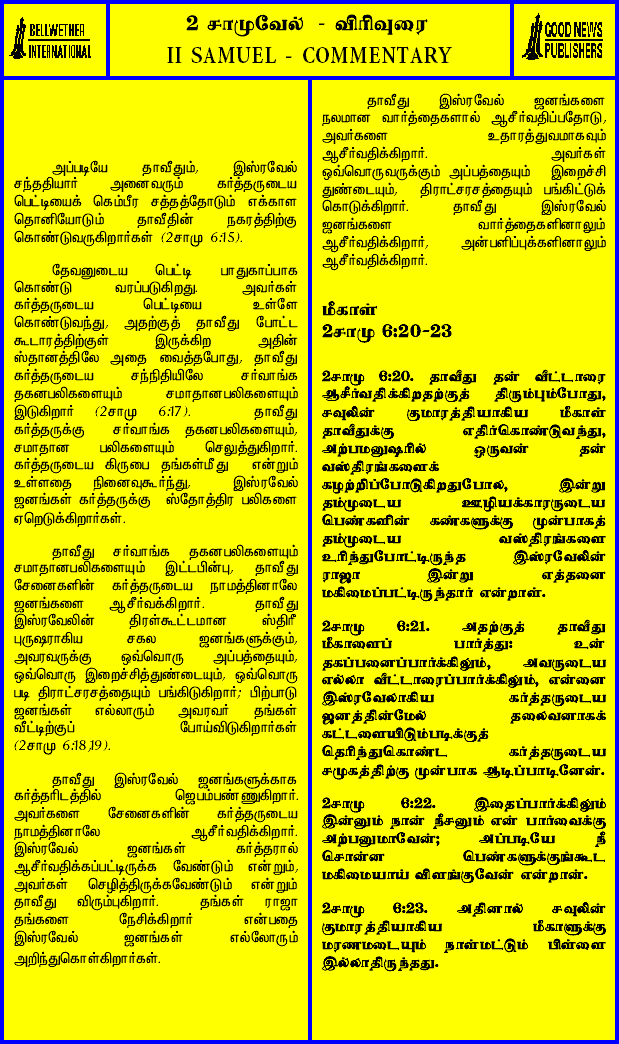 BELLWETHER
INTERNATIONAL
2 சாமுவேல் - விரிவுரை
II SAMUEL - COMMENTARY
GOOD NEWS
PUBLISHERS
அப்படியே தாவீதும், இஸ்ரவேல்
சந்ததியார் அனைவரும் கர்த்தருடைய
பெட்டியைக் கெம்பீர சத்தத்தோடும் எக்காள
தொனியோடும் தாவீதின் நகரத்திற்கு
கொண்டுவருகிறார்கள் (2சாமு 6:15).
தேவனுடைய பெட்டி பாதுகாப்பாக
கொண்டு வரப்படுகிறது. அவர்கள்
கர்த்தருடைய பெட்டியை உள்ளே
கொண்டுவந்து, அதற்குத் தாவீது போட்ட
கூடாரத்திற்குள் இருக்கிற அதின்
ஸ்தானத்திலே அதை வைத்தபோது, தாவீது
கர்த்தருடைய சந்நிதியிலே சர்வாங்க
தகனபலிகளையும் சமாதானபலிகளையும்
இடுகிறார் (2சாமு 6:17). தாவீது
கர்த்தருக்கு சர்வாங்க தகனபலிகளையும்,
சமாதான பலிகளையும் செலுத்துகிறார்.
கர்த்தருடைய கிருபை தங்கள்மீது என்றும்
உள்ளதை நினைவுகூர்ந்து, இஸ்ரவேல்
ஜனங்கள் கர்த்தருக்கு ஸ்தோத்திர பலிகளை
ஏறெடுக்கிறார்கள்.
தாவீது சர்வாங்க தகனபலிகளையும்
சமாதானபலிகளையும் இட்டபின்பு, தாவீது
சேனைகளின் கர்த்தருடைய நாமத்தினாலே
ஜனங்களை ஆசீர்வக்கிறார். தாவீது
இஸ்ரவேலின் திரள்கூட்டமான ஸ்திரீ
புருஷராகிய சகல ஜனங்களுக்கும்,
அவரவருக்கு ஒவ்வொரு அப்பத்தையும்,
ஒவ்வொரு இறைச்சித்துண்டையும், ஒவ்வொரு
படி திராட்சரசத்தையும் பங்கிடுகிறார்; பிற்பாடு
ஜனங்கள் எல்லாரும் அவரவர் தங்கள்
வீட்டிற்குப் போய்விடுகிறார்கள்
(2சாமு 6:18,19).
தாவீது இஸ்ரவேல் ஜனங்களுக்காக
கர்த்தரிடத்தில் ஜெபம்பண்ணுகிறார்.
அவர்களை சேனைகளின் கர்த்தருடைய
நாமத்தினாலே ஆசீர்வதிக்கிறார்.
இஸ்ரவேல் ஜனங்கள் கர்த்தரால்
ஆசீர்வதிக்கப்பட்டிருக்க வேண்டும் என்றும்,
அவர்கள் செழித்திருக்கவேண்டும் என்றும்
தாவீது விரும்புகிறார். தங்கள் ராஜா
தங்களை நேசிக்கிறார் என்பதை
இஸ்ரவேல் ஜனங்கள் எல்லோரும்
அறிந்துகொள்கிறார்கள்.
தாவீது இஸ்ரவேல் ஜனங்களை
நலமான வார்த்தைகளால் ஆசீர்வதிப்பதோடு,
அவர்களை உதாரத்துவமாகவும்
ஆசீர்வதிக்கிறார். அவர்கள்
ஒவ்வொருவருக்கும் அப்பத்தையும் இறைச்சி
துண்டையும், திராட்சரசத்தையும் பங்கிட்டுக்
கொடுக்கிறார். தாவீது இஸ்ரவேல்
ஜனங்களை வார்த்தைகளினாலும்
ஆசீர்வதிக்கிறார், அன்பளிப்புக்களினாலும்
ஆசீர்வதிக்கிறார்.
மீகாள்
2சாமு 6:20-23
2சாமு 6:20. தாவீது தன் வீட்டாரை
ஆசீர்வதிக்கிறதற்குத் திரும்பும்போது,
சவுலின் குமாரத்தியாகிய மீகாள்
தாவீதுக்கு எதிர்கொண்டுவந்து,
அற்பமனுஷரில் ஒருவன் தன்
வஸ்திரங்களைக்
கழற்றிப்போடுகிறதுபோல, இன்று
தம்முடைய ஊழியக்காரருடைய
பெண்களின் கண்களுக்கு முன்பாகத்
தம்முடைய வஸ்திரங்களை
உரிந்துபோட்டிருந்த இஸ்ரவேலின்
ராஜா இன்று எத்தனை
மகிமைப்பட்டிருந்தார் என்றாள்.
2சாமு 6:21. அதற்குத் தாவீது
மீகாளைப் பார்த்து: உன்
தகப்பனைப்பார்க்கிலும், அவருடைய
எல்லா வீட்டாரைப்பார்க்கிலும், என்னை
இஸ்ரவேலாகிய கர்த்தருடைய
ஜனத்தின்மேல் தலைவனாகக்
கட்டளையிடும்படிக்குத்
தெரிந்துகொண்ட கர்த்தருடைய
சமுகத்திற்கு முன்பாக ஆடிப்பாடினேன்.
2சாமு 6:22. இதைப்பார்க்கிலும்
இன்னும் நான் நீசனும் என் பார்வைக்கு
அற்பனுமாவேன்; அப்படியே நீ
சொன்ன பெண்களுக்குங்கூட
மகிமையாய் விளங்குவேன் என்றான்.
2சாமு 6:23. அதினால் சவுலின்
குமாரத்தியாகிய மீகாளுக்கு
மரணமடையும் நாள்மட்டும் பிள்ளை
இல்லாதிருந்தது.